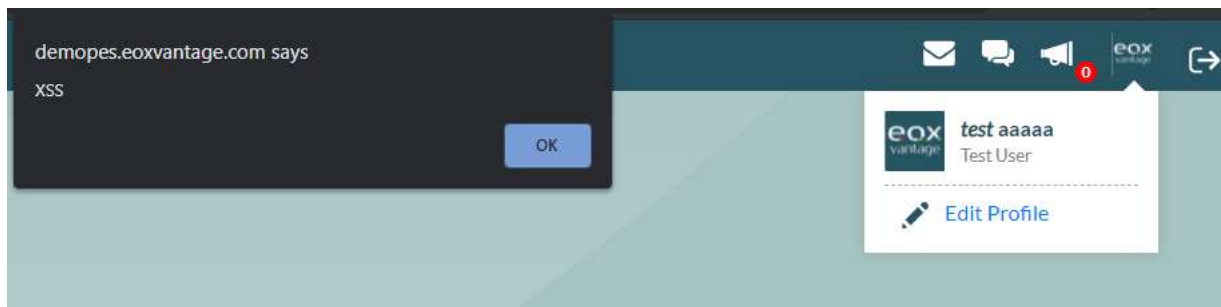 demopes.eoxvantage.com says
XSS
OK
0
eox
vantage
eox
vantage
test aaaaa
Test User
Edit Profile